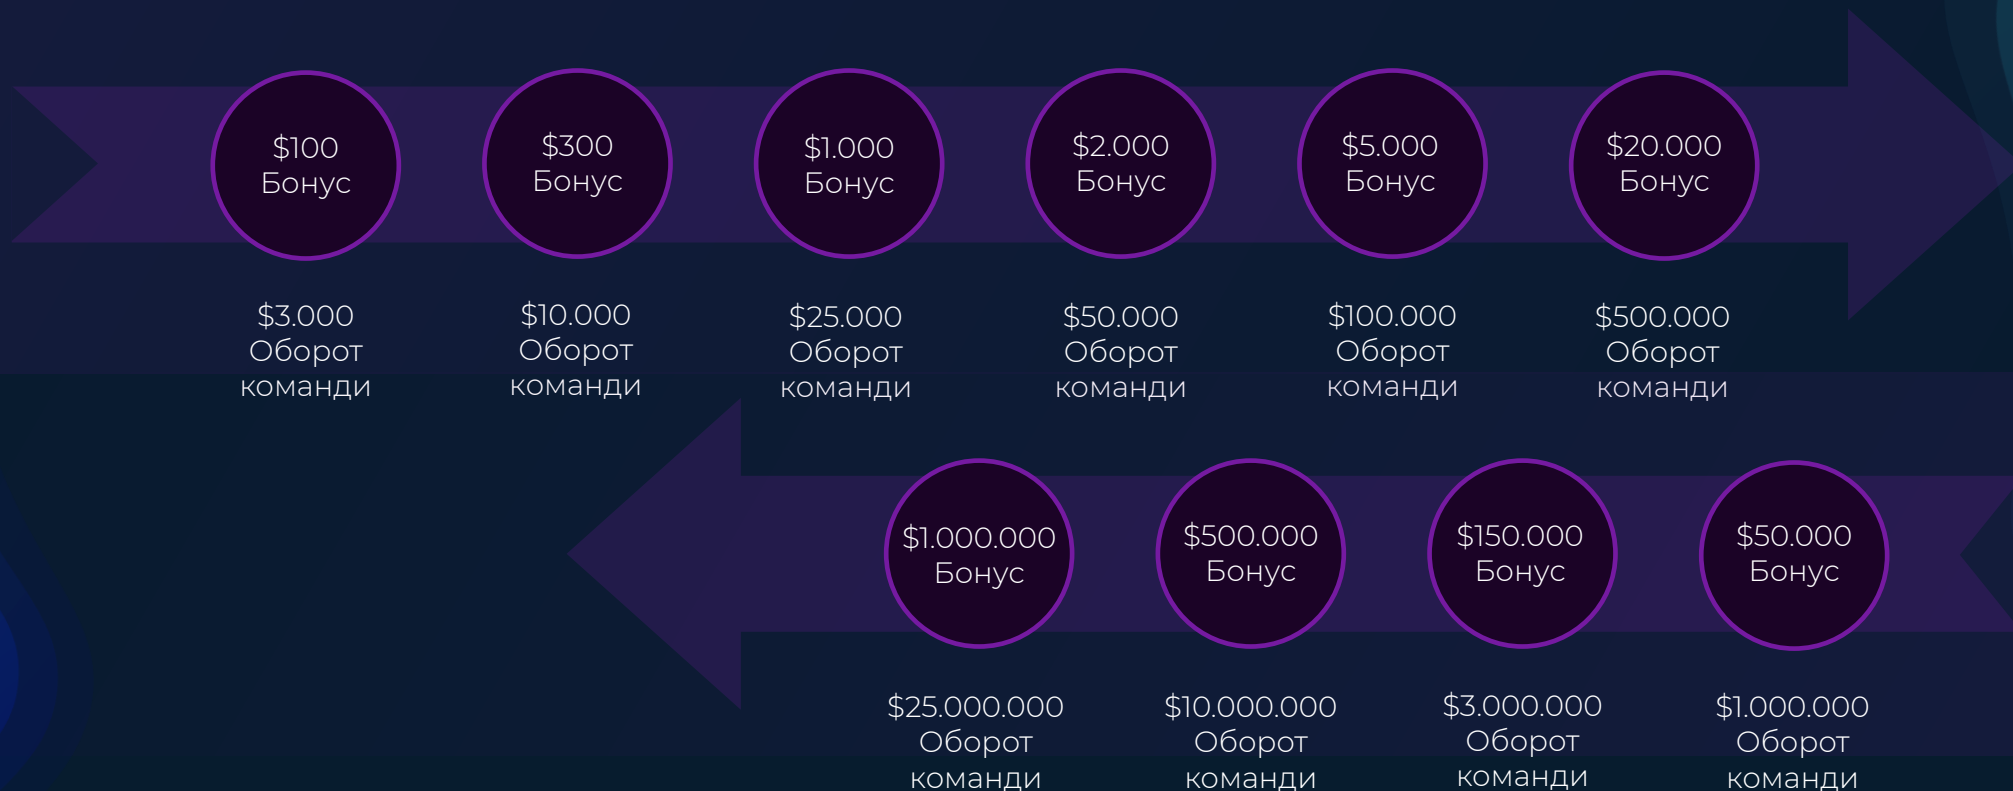 $100
Бонус
$300
Бонус
$1.000
Бонус
$2.000
Бонус
$5.000
Бонус
$20.000
Бонус
$3.000
Оборот
команди
$10.000
Оборот
команди
$25.000
Оборот
команди
$50.000
Оборот
команди
$100.000
Оборот
команди
$500.000
Оборот
команди
$1.000.000
Бонус
$500.000
Бонус
$150.000
Бонус
$50.000
Бонус
$25.000.000
Оборот
команди
$10.000.000
Оборот
команди
$3.000.000
Оборот
команди
$1.000.000
Оборот
команди